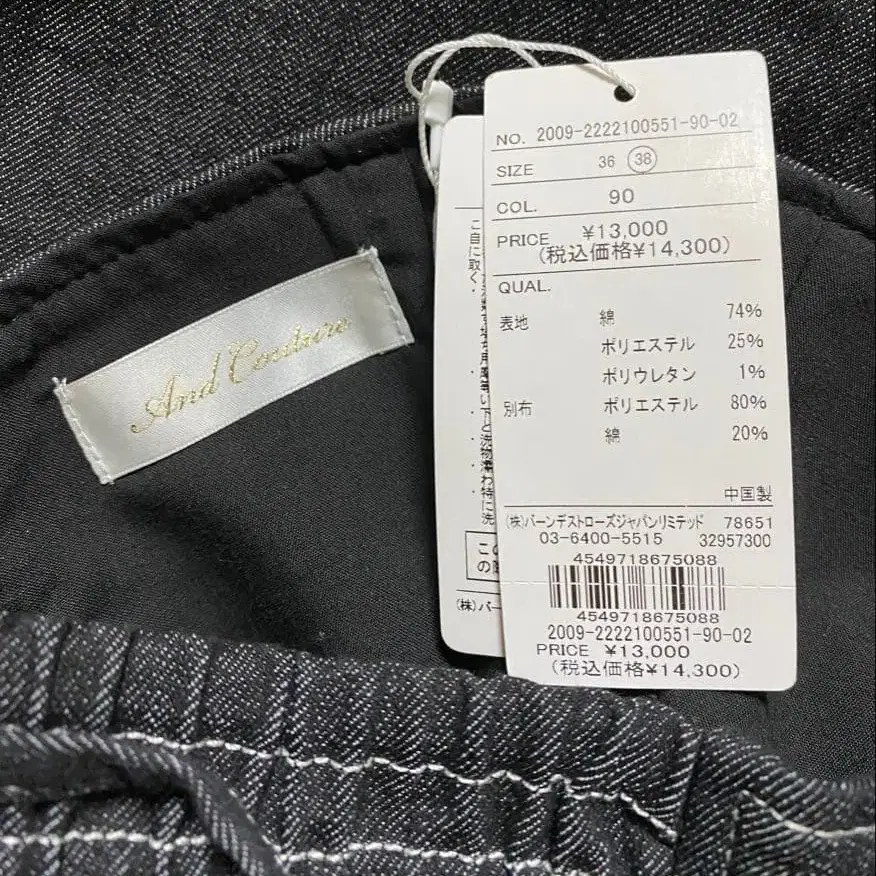 And Couture
NO. 2009-2222100551-90-02
SIZE 36 38
COL. 90
PRICE ¥13,000
(税込価格¥14,300)
QUAL.
表地 綿 74%
ポリエステル 25%
ポリウレタン 1%
別布 ポリエステル 80%
綿 20%
中国製
(株)バーンデストローズジャパンリミテッド 78651
03-6400-5515 32957300
4549718675088
4549718675088
2009-2222100551-90-02
PRICE ¥13,000
(税込価格¥14,300)
(株)バー